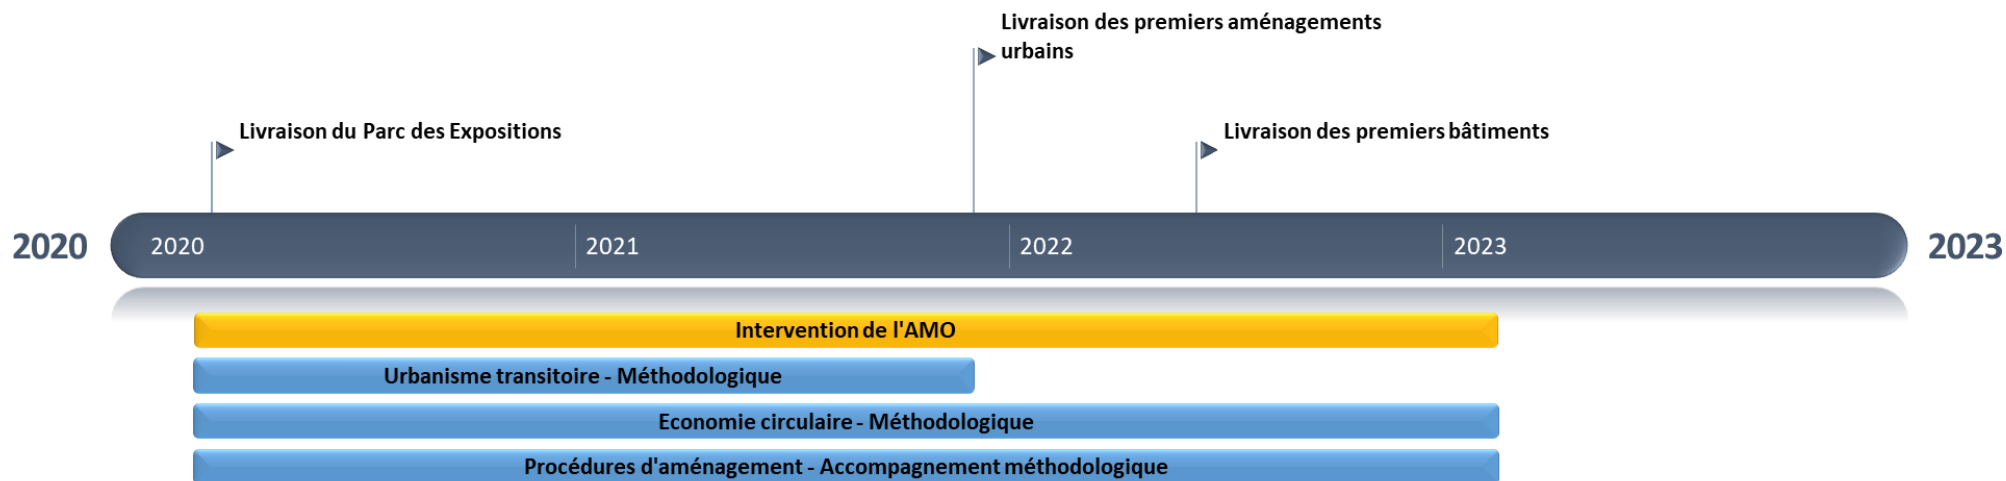 Livraison des premiers aménagements
urbains
Livraison du Parc des Expositions
Livraison des premiers bâtiments
2020
2020
2021
2022
2023
2023
Intervention de l'AMO
Urbanisme transitoire - Méthodologique
Economie circulaire - Méthodologique
Procédures d'aménagement - Accompagnement méthodologique